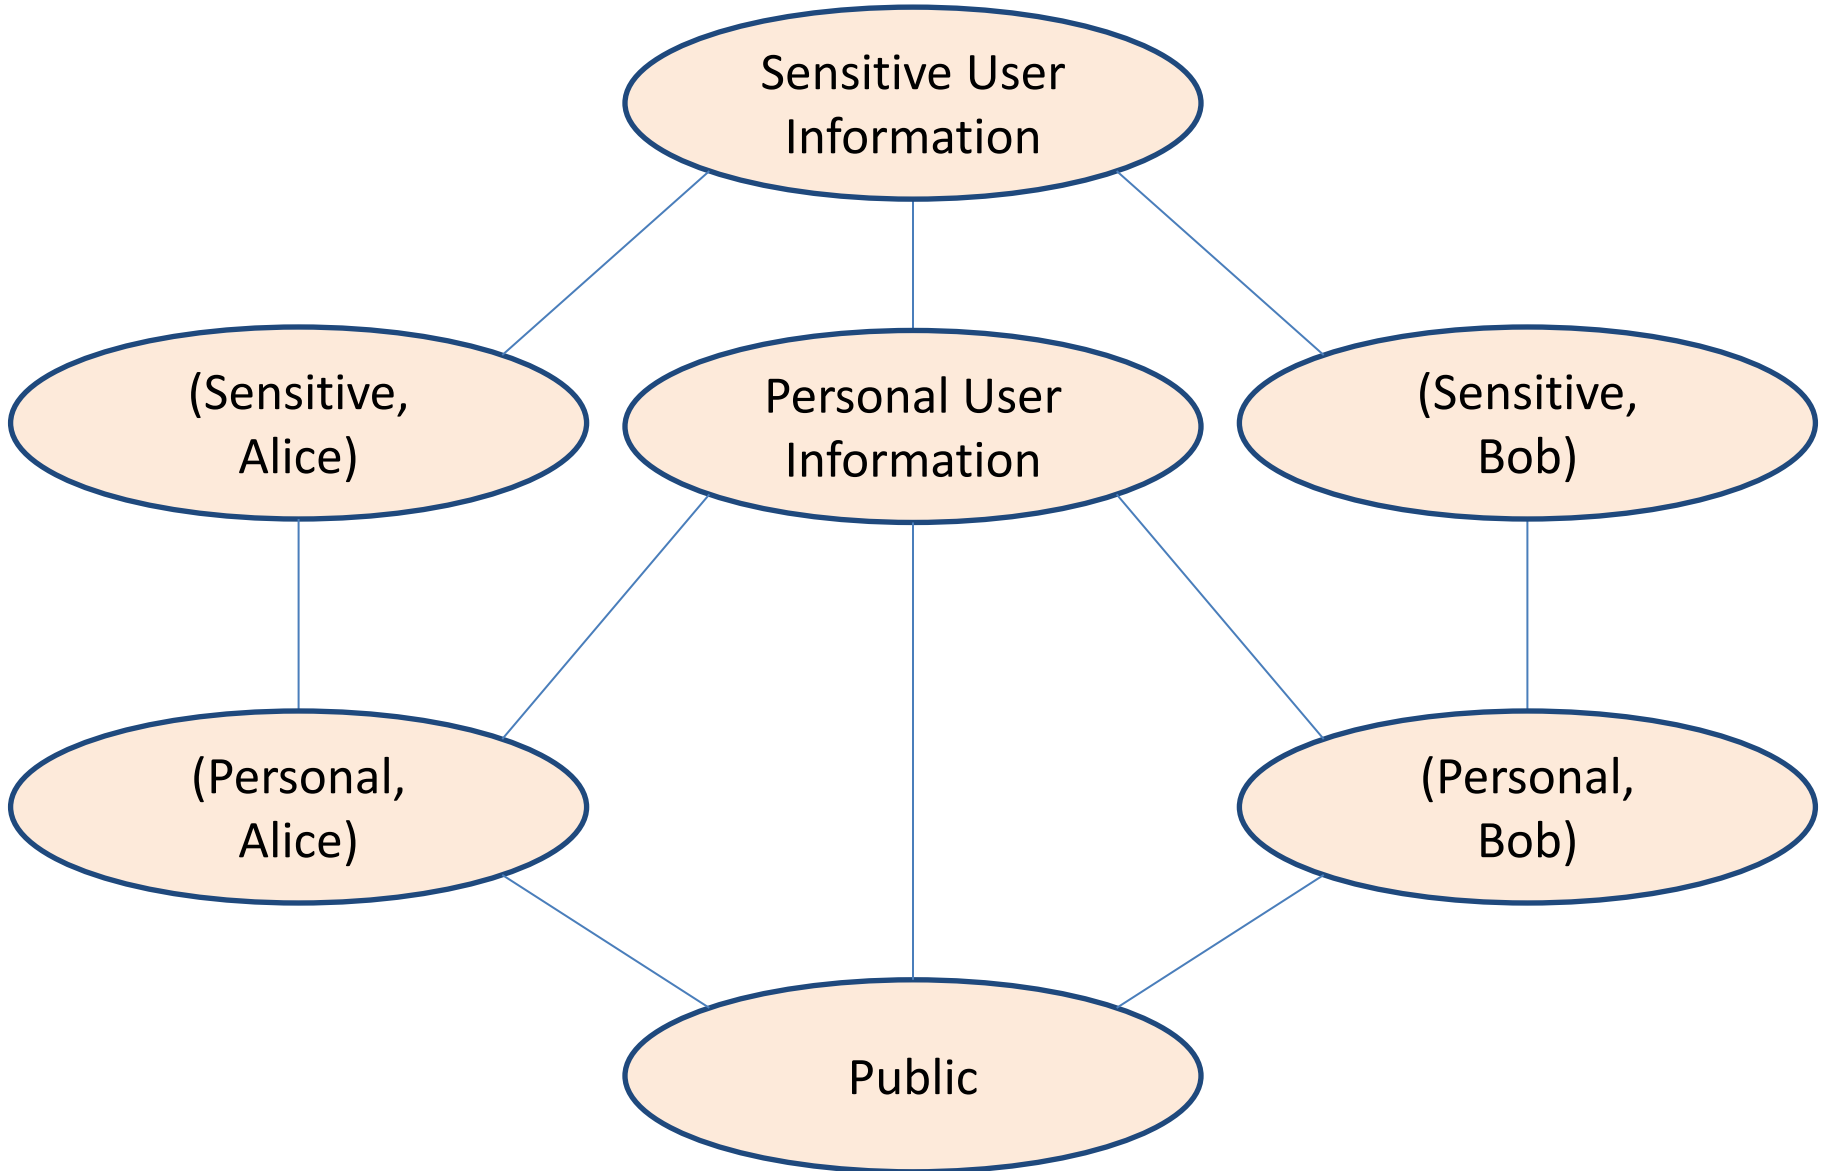 Sensitive User
Information
(Sensitive,
Alice)
Personal User
Information
(Sensitive,
Bob)
(Personal,
Alice)
(Personal,
Bob)
Public